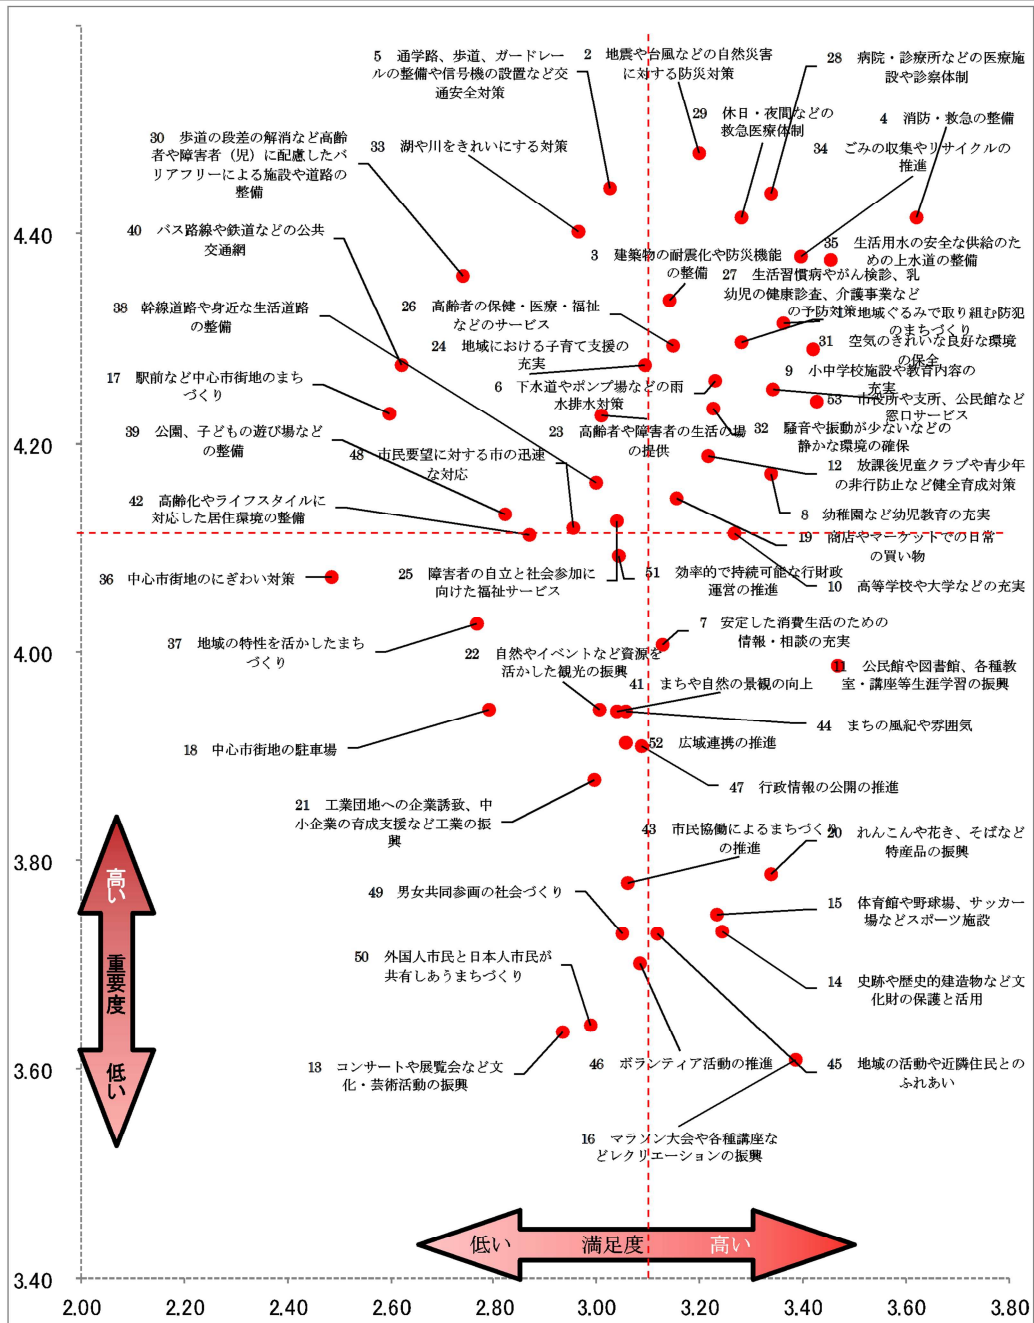 5 通学路、歩道、ガードレー
ルの整備や信号機の設置など交
通安全対策
2 地震や台風などの自然災害
に対する防災対策
28 病院・診療所などの医療施
設や診察体制
29 休日・夜間などの
救急医療体制
4 消防・救急の整備
30 歩道の段差の解消など高齢
者や障害者（児）に配慮したバ
リアフリーによる施設や道路の
整備
33 湖や川をきれいにする対策
34 ごみの収集やリサイクルの
推進
4.40
40 バス路線や鉄道などの公共
交通網
3 建築物の耐震化や防災機能
の整備
35 生活用水の安全な供給のた
めの上水道の整備
27 生活習慣病やがん検診、乳
幼児の健康診査、介護事業など
の予防対策
38 幹線道路や身近な生活道路
の整備
26 高齢者の保健・医療・福祉
などのサービス
1 地域ぐるみで取り組む防犯
のまちづくり
24 地域における子育て支援の
充実
31 空気のきれいな良好な環境
の保全
17 駅前など中心市街地のまち
づくり
6 下水道やポンプ場などの雨
水排水対策
9 小中学校施設や教育内容の
充実
53 市役所や支所、公民館など
窓口サービス
39 公園、子どもの遊び場など
の整備
23 高齢者や障害者の生活の場
の提供
32 騒音や振動が少ないなどの
静かな環境の確保
4.20
48 市民要望に対する市の迅速
な対応
12 放課後児童クラブや青少年
の非行防止など健全育成対策
42 高齢化やライフスタイルに
対応した居住環境の整備
8 幼稚園など幼児教育の充実
19 商店やマーケットでの日常
の買い物
36 中心市街地のにぎわい対策
25 障害者の自立と社会参加に
向けた福祉サービス
51 効率的で持続可能な行財政
運営の推進
10 高等学校や大学などの充実
37 地域の特性を活かしたまち
づくり
7 安定した消費生活のための
情報・相談の充実
4.00
22 自然やイベントなど資源を
活かした観光の振興
11 公民館や図書館、各種教
室・講座等生涯学習の振興
41 まちや自然の景観の向上
44 まちの風紀や雰囲気
18 中心市街地の駐車場
52 広域連携の推進
47 行政情報の公開の推進
21 工業団地への企業誘致、中
小企業の育成支援など工業の振
興
43 市民協働によるまちづくり
の推進
20 れんこんや花き、そばなど
特産品の振興
3.80
49 男女共同参画の社会づくり
15 体育館や野球場、サッカー
場などスポーツ施設
50 外国人市民と日本人市民が
共有しあうまちづくり
14 史跡や歴史的建造物など文
化財の保護と活用
高い
重要度
低い
3.60
13 コンサートや展覧会など文
化・芸術活動の振興
46 ボランティア活動の推進
45 地域の活動や近隣住民との
ふれあい
16 マラソン大会や各種講座な
どレクリエーションの振興
低い 満足度 高い
3.40
2.00 2.20 2.40 2.60 2.80 3.00 3.20 3.40 3.60 3.80